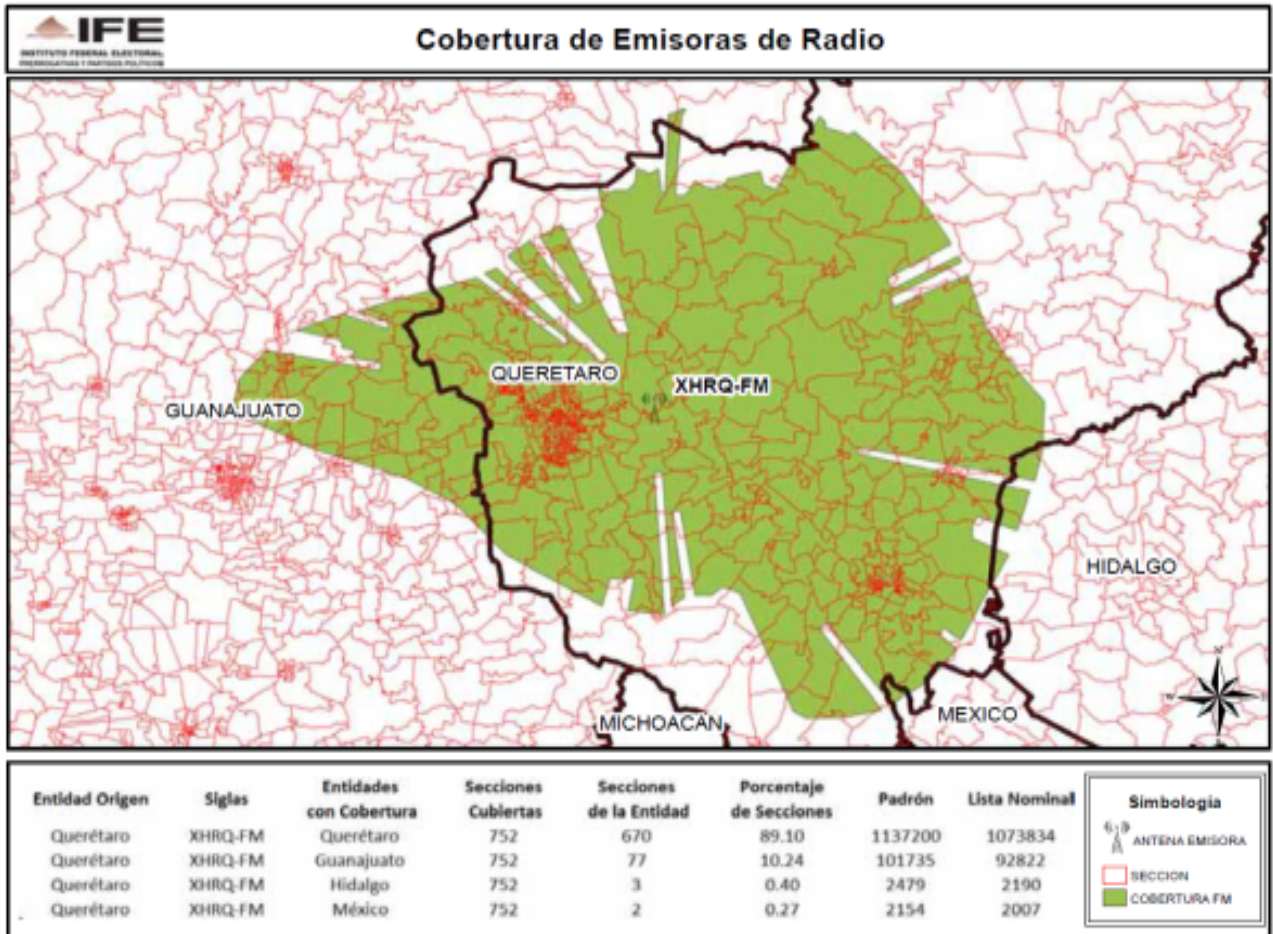 IFE
INSTITUTO FEDERAL ELECTORAL
PRERROGATIVAS Y PARTIDOS POLITICOS
Cobertura de Emisoras de Radio
QUERETARO
XHRQ-FM
GUANAJUATO
HIDALGO
MICHOACÁN
MEXICO
Entidad Origen Siglas Entidades con Cobertura Secciones Cubiertas Secciones de la Entidad Porcentaje de Secciones Padrón Lista Nominal
Querétaro XHRQ-FM Querétaro 752 670 89.10 1137200 1073834
Querétaro XHRQ-FM Guanajuato 752 77 10.24 101735 92822
Querétaro XHRQ-FM Hidalgo 752 3 0.40 2479 2190
Querétaro XHRQ-FM México 752 2 0.27 2154 2007
Simbología
ANTENA EMISORA
SECCION
COBERTURA FM